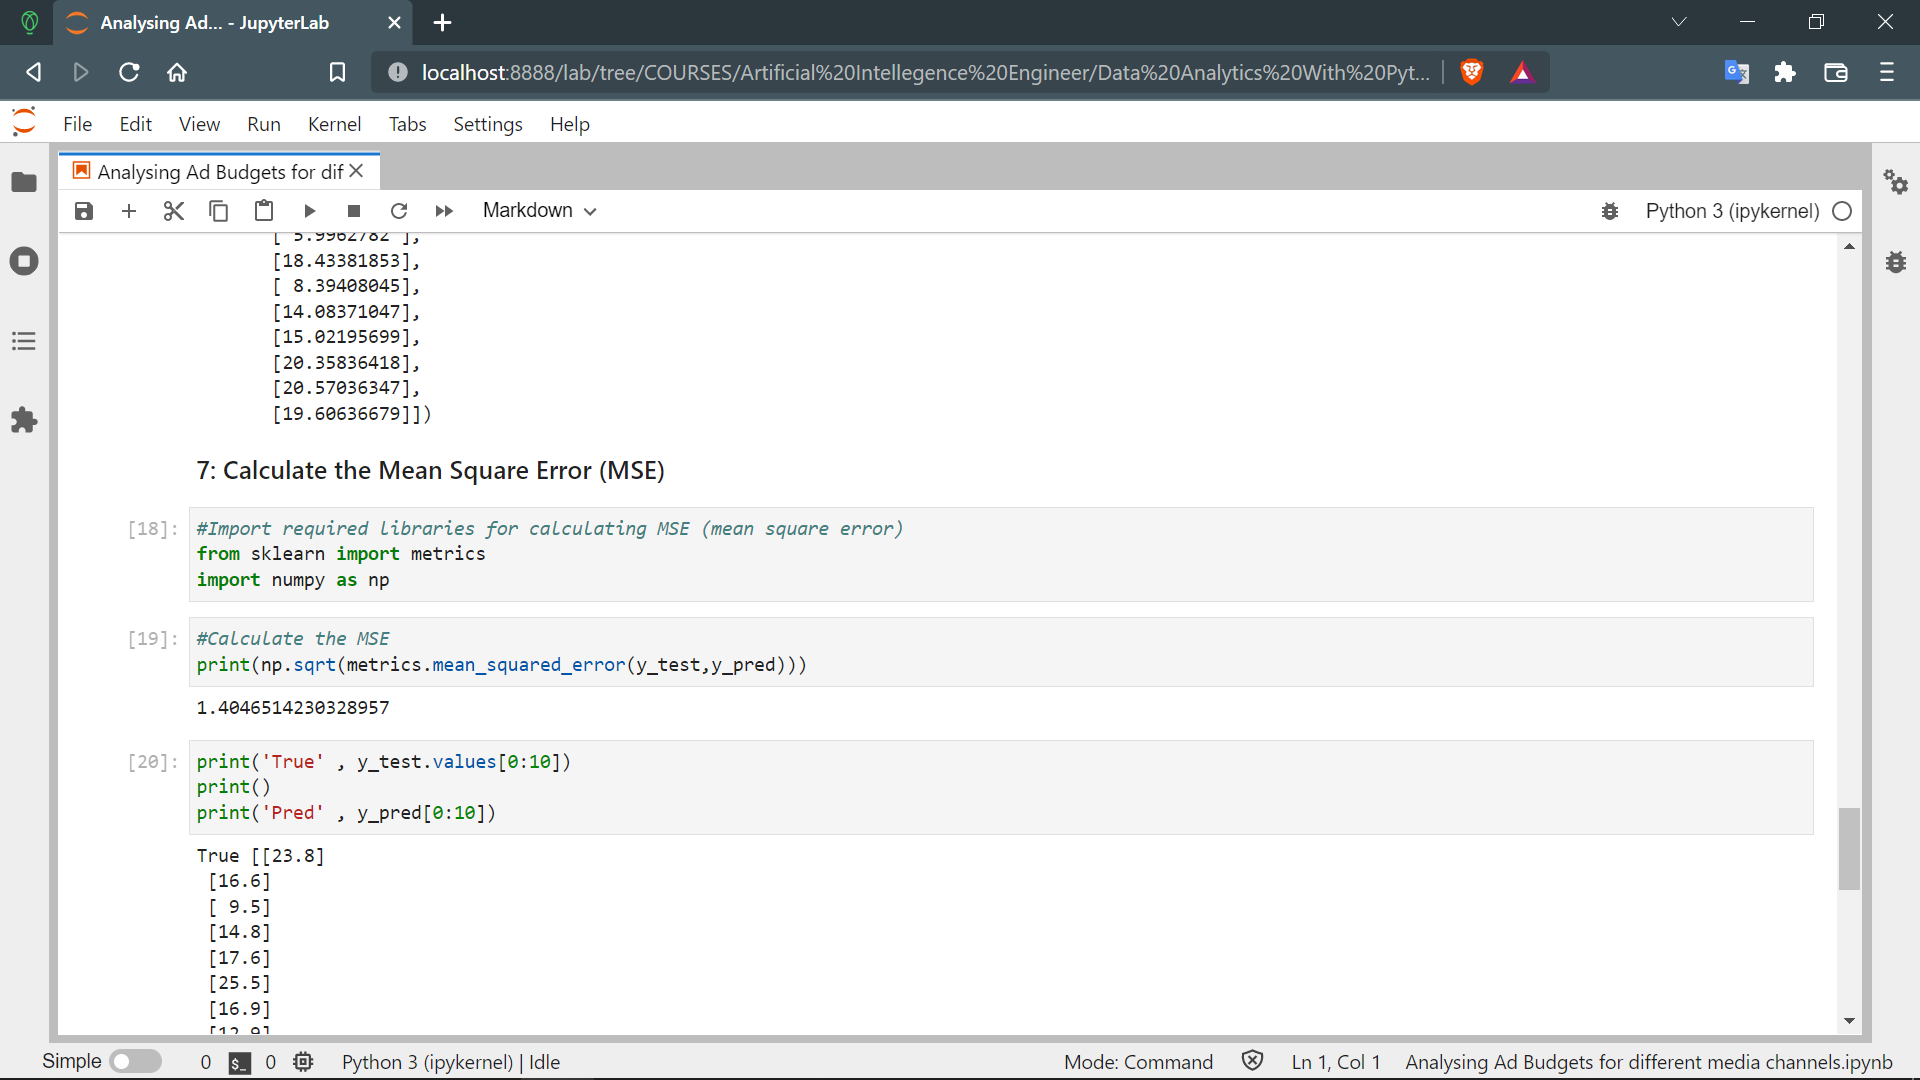 Analysing Ad... - JupyterLab
localhost:8888/lab/tree/COURSES/Artificial%20Intellegence%20Engineer/Data%20Analytics%20With%20Pyt...
File Edit View Run Kernel Tabs Settings Help
Analysing Ad Budgets for dif
Markdown
Python 3 (ipykernel)
[ 5.9962782 ],
[18.43381853],
[ 8.39408045],
[14.08371047],
[15.02195699],
[20.35836418],
[20.57036347],
[19.60636679]])
7: Calculate the Mean Square Error (MSE)
[18]: #Import required libraries for calculating MSE (mean square error)
from sklearn import metrics
import numpy as np
[19]: #Calculate the MSE
print(np.sqrt(metrics.mean_squared_error(y_test,y_pred)))
1.4046514230328957
[20]: print('True' , y_test.values[0:10])
print()
print('Pred' , y_pred[0:10])
True [[23.8]
[16.6]
[ 9.5]
[14.8]
[17.6]
[25.5]
[16.9]
[12.9]
Simple 0 $_ 0 Python 3 (ipykernel) | Idle Mode: Command Ln 1, Col 1 Analysing Ad Budgets for different media channels.ipynb